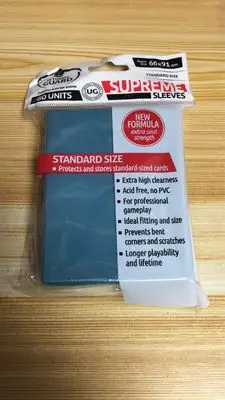 GUARD
60 UNITS
UG
SUPREME
SLEEVES
66x91
STANDARD SIZE
NEW
FORMULA
extra seal
strength
STANDARD SIZE
■ Protects and stores standard-sized cards
■ Extra high clearness
■ Acid free, no PVC
■ For professional
gameplay
■ Ideal fitting and size
■ Prevents bent
corners and scratches
■ Longer playability
and lifetime